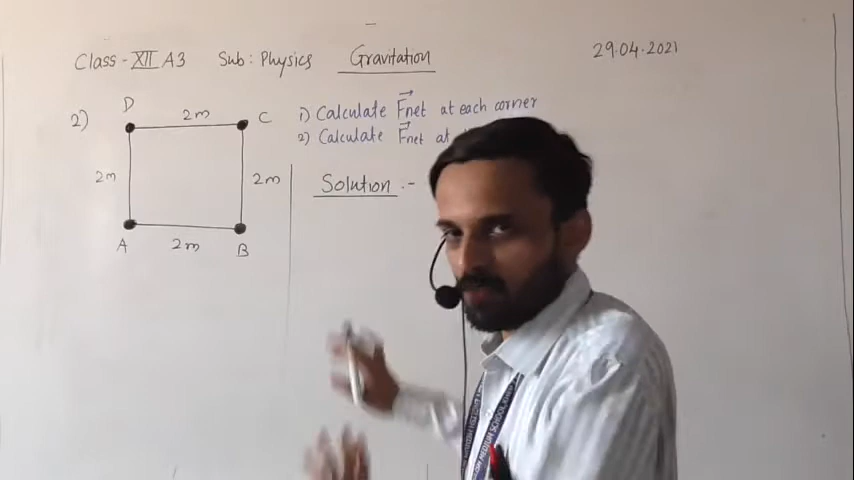 Class - XII A3 Sub : Physics Gravitation 29.04.2021
2) D 2m C
2m 2m
A 2m B
1) Calculate Fnet at each corner
2) Calculate Fnet at
Solution :-